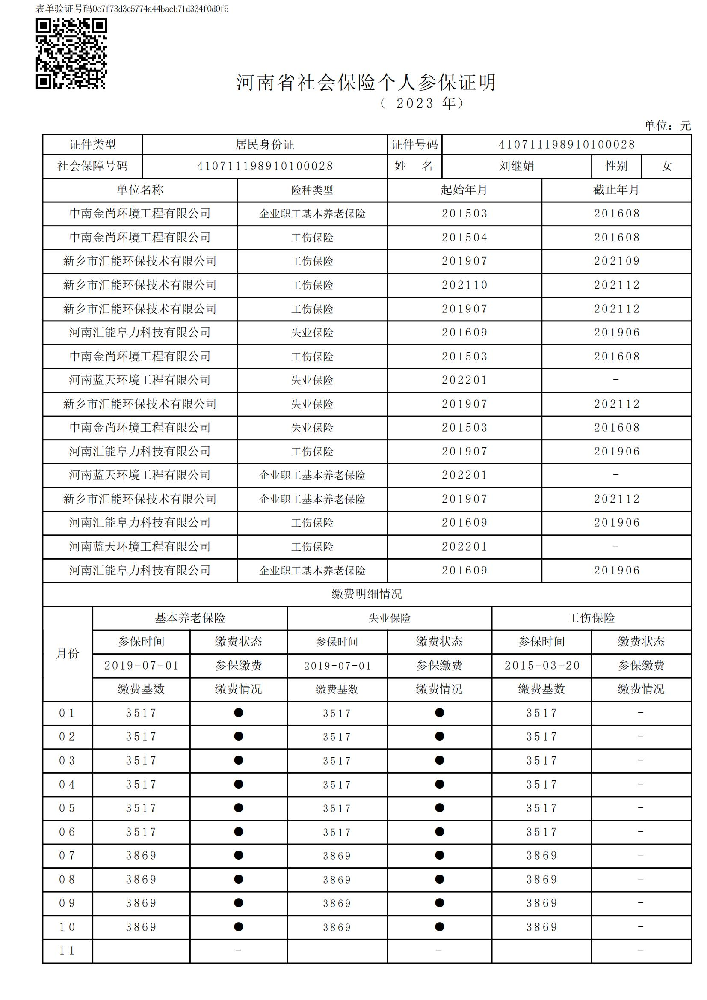 表单验证号码0c7f73d3c5774a44bacb71d334f0d0f5
河南省社会保险个人参保证明
（ 2023 年）
单位：元
证件类型 居民身份证 证件号码 410711198910100028
社会保障号码 410711198910100028 姓 名 刘继娟 性别 女
单位名称 险种类型 起始年月 截止年月
中南金尚环境工程有限公司 企业职工基本养老保险 201503 201608
中南金尚环境工程有限公司 工伤保险 201504 201608
新乡市汇能环保技术有限公司 工伤保险 201907 202109
新乡市汇能环保技术有限公司 工伤保险 202110 202112
新乡市汇能环保技术有限公司 工伤保险 201907 202112
河南汇能阜力科技有限公司 失业保险 201609 201906
中南金尚环境工程有限公司 工伤保险 201503 201608
河南蓝天环境工程有限公司 失业保险 202201 -
新乡市汇能环保技术有限公司 失业保险 201907 202112
中南金尚环境工程有限公司 失业保险 201503 201608
河南汇能阜力科技有限公司 工伤保险 201907 201906
河南蓝天环境工程有限公司 企业职工基本养老保险 202201 -
新乡市汇能环保技术有限公司 企业职工基本养老保险 201907 202112
河南汇能阜力科技有限公司 工伤保险 201609 201906
河南蓝天环境工程有限公司 工伤保险 202201 -
河南汇能阜力科技有限公司 企业职工基本养老保险 201609 201906
缴费明细情况
月份 基本养老保险 失业保险 工伤保险
参保时间 缴费状态 参保时间 缴费状态 参保时间 缴费状态
2019-07-01 参保缴费 2019-07-01 参保缴费 2015-03-20 参保缴费
缴费基数 缴费情况 缴费基数 缴费情况 缴费基数 缴费情况
01 3517 ● 3517 ● 3517 -
02 3517 ● 3517 ● 3517 -
03 3517 ● 3517 ● 3517 -
04 3517 ● 3517 ● 3517 -
05 3517 ● 3517 ● 3517 -
06 3517 ● 3517 ● 3517 -
07 3869 ● 3869 ● 3869 -
08 3869 ● 3869 ● 3869 -
09 3869 ● 3869 ● 3869 -
10 3869 ● 3869 ● 3869 -
11 - - -